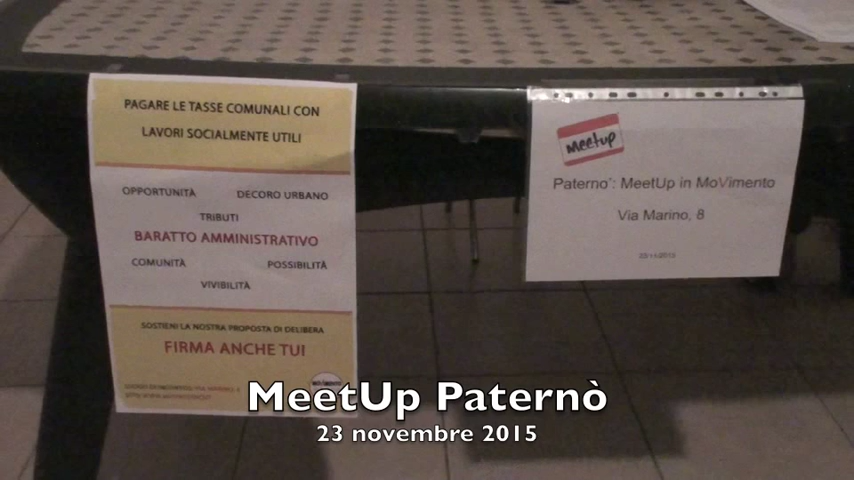 PAGARE LE TASSE COMUNALI CON
LAVORI SOCIALMENTE UTILI
OPPORTUNITÀ DECORO URBANO
TRIBUTI
BARATTO AMMINISTRATIVO
COMUNITÀ POSSIBILITÀ
VIVIBILITÀ
SOSTIENI LA NOSTRA PROPOSTA DI DELIBERA
FIRMA ANCHE TU!
meetup
Paterno': MeetUp in MoVimento
Via Marino, 8
MeetUp Paternò
23 novembre 2015